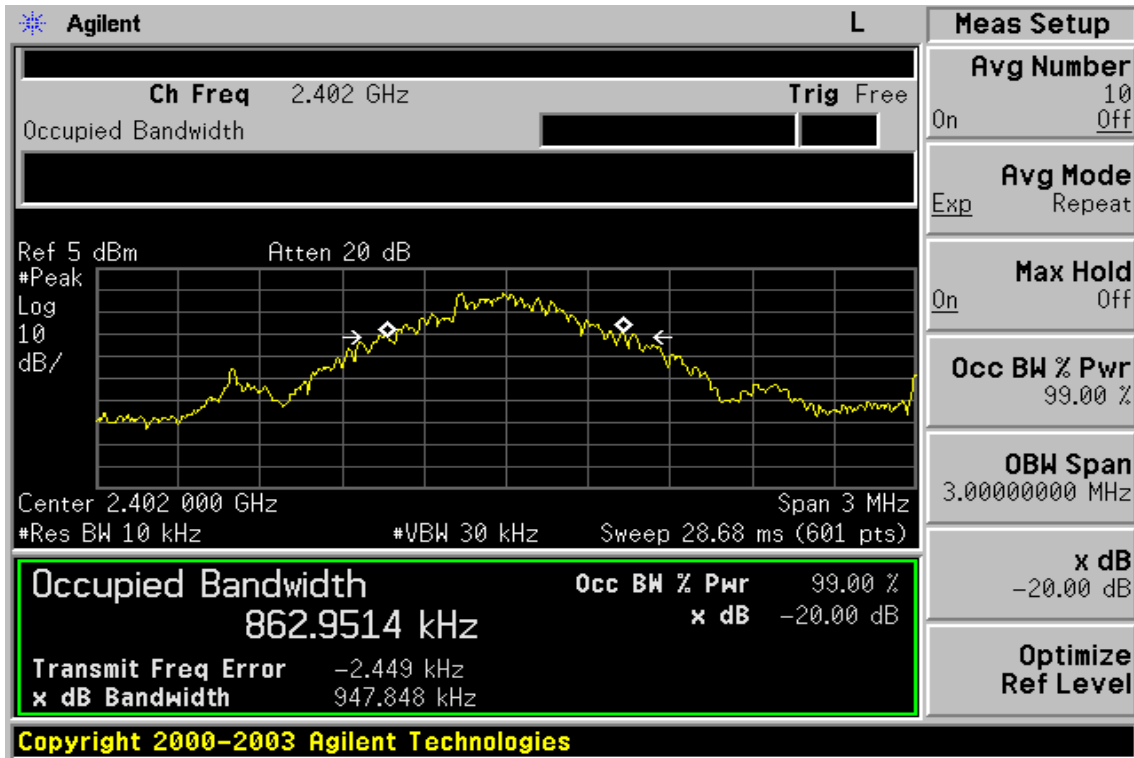 Agilent L
Ch Freq 2.402 GHz Trig Free
Occupied Bandwidth
Ref 5 dBm Atten 20 dB
#Peak
Log
10
dB/
Center 2.402 000 GHz Span 3 MHz
#Res BW 10 kHz #VBW 30 kHz Sweep 28.68 ms (601 pts)
Occupied Bandwidth
862.9514 kHz
Occ BW % Pwr 99.00 %
x dB -20.00 dB
Transmit Freq Error -2.449 kHz
x dB Bandwidth 947.848 kHz
Copyright 2000-2003 Agilent Technologies
Meas Setup
Avg Number
10
On Off
Avg Mode
Exp Repeat
Max Hold
On Off
Occ BW % Pwr
99.00 %
OBW Span
3.00000000 MHz
x dB
-20.00 dB
Optimize
Ref Level